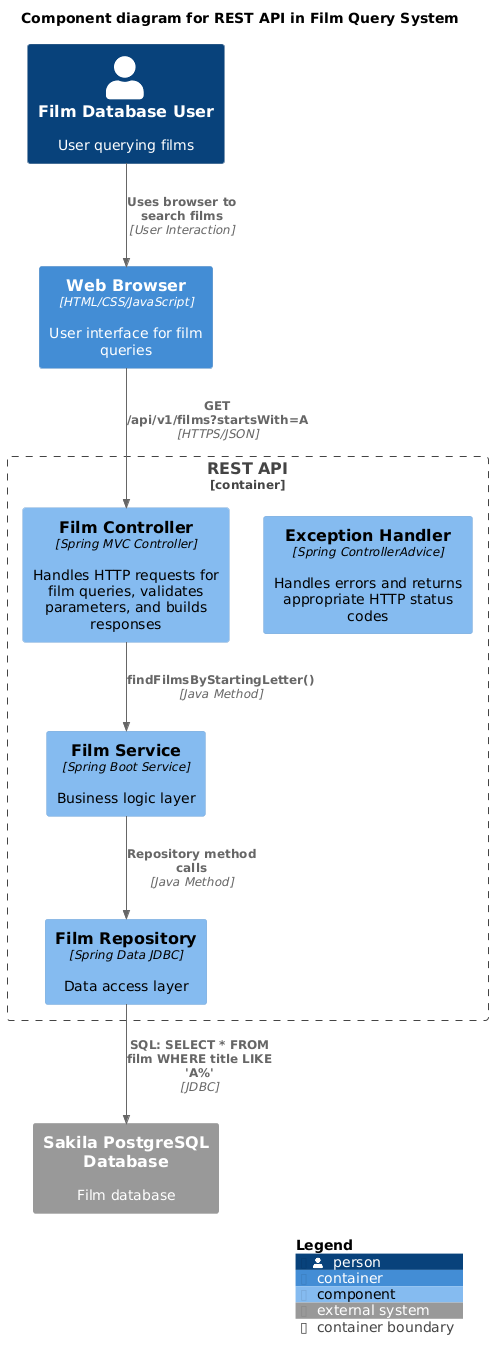 Component diagram for REST API in Film Query System
Film Database User
User querying films
Uses browser to
search films
[User Interaction]
Web Browser
[HTML/CSS/JavaScript]
User interface for film
queries
GET
/api/v1/films?startsWith=A
[HTTPS/JSON]
REST API
[container]
Film Controller
[Spring MVC Controller]
Handles HTTP requests for
film queries, validates
parameters, and builds
responses
Exception Handler
[Spring ControllerAdvice]
Handles errors and returns
appropriate HTTP status
codes
findFilmsByStartingLetter()
[Java Method]
Film Service
[Spring Boot Service]
Business logic layer
Repository method
calls
[Java Method]
Film Repository
[Spring Data JDBC]
Data access layer
SQL: SELECT * FROM
film WHERE title LIKE
'A%'
[JDBC]
Sakila PostgreSQL
Database
Film database
Legend
person
container
component
external system
container boundary